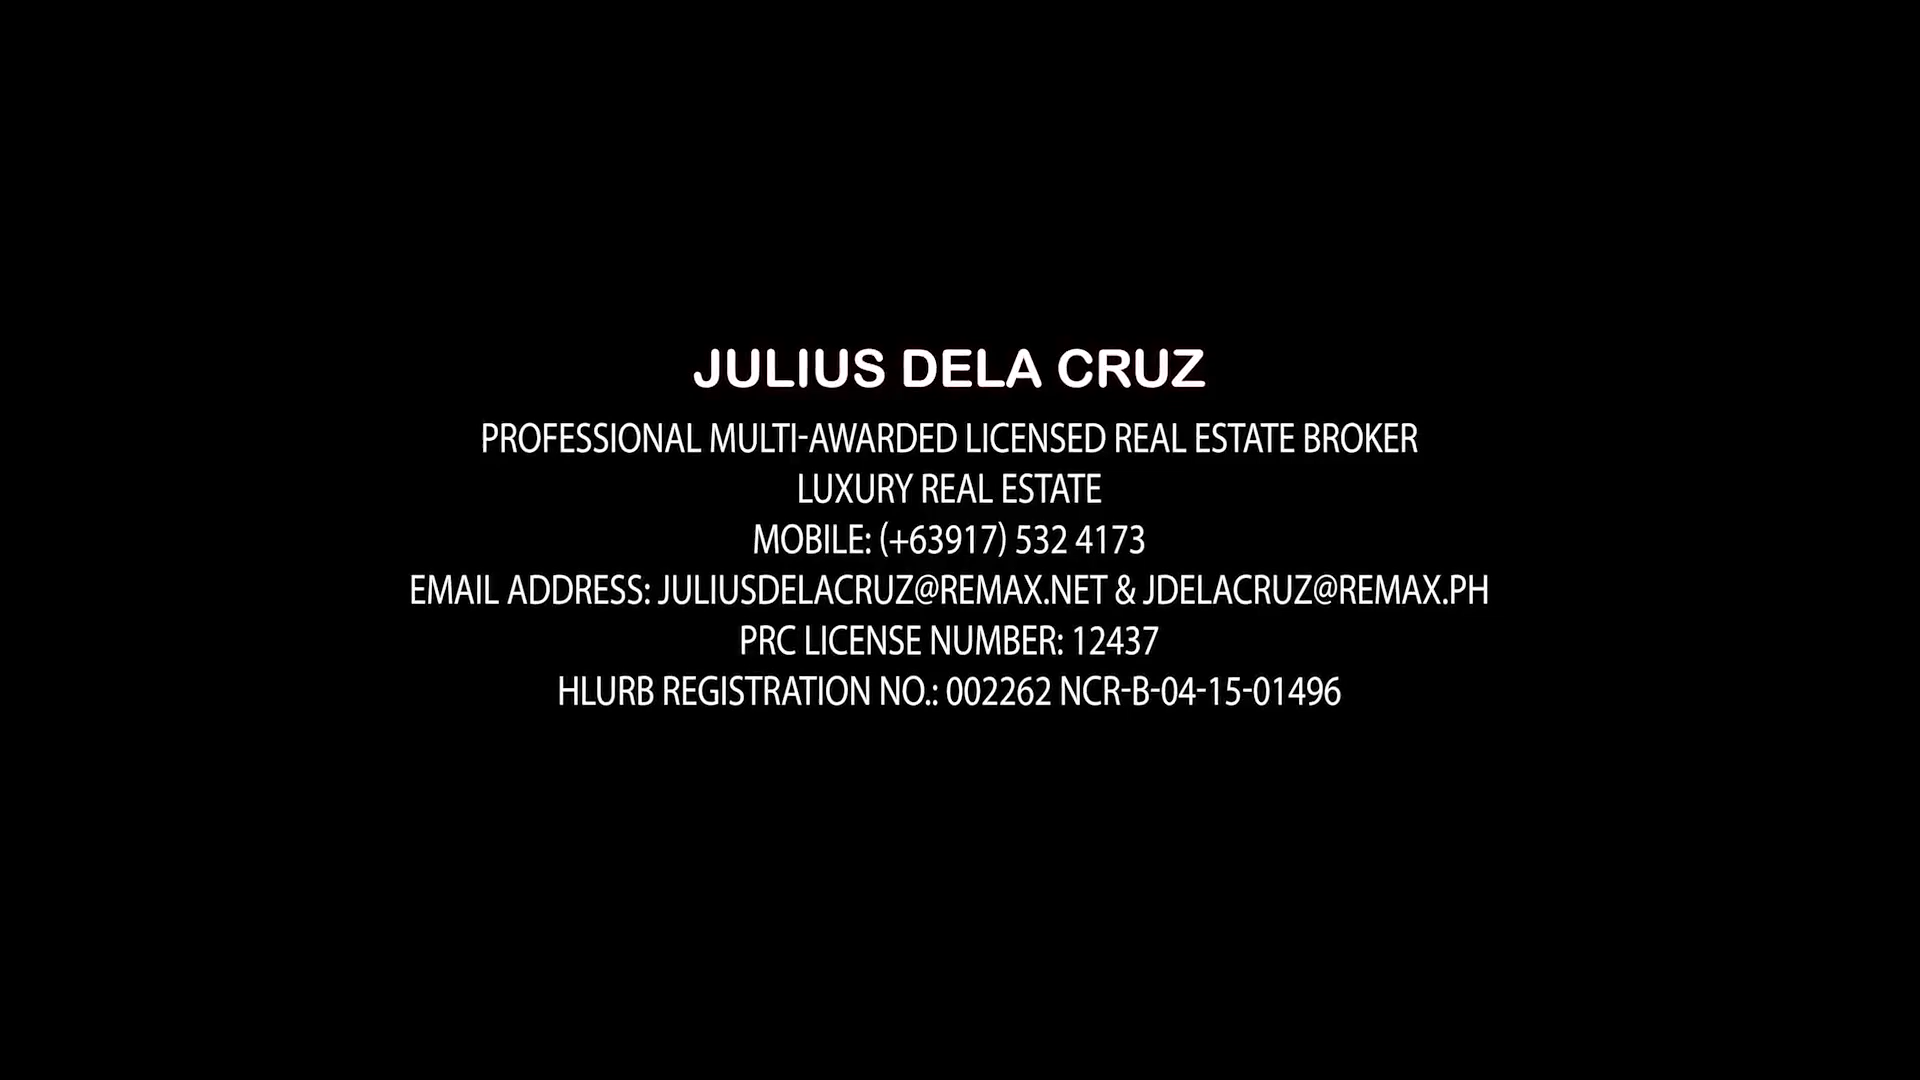 JULIUS DELA CRUZ
PROFESSIONAL MULTI-AWARDED LICENSED REAL ESTATE BROKER
LUXURY REAL ESTATE
MOBILE: (+63917) 532 4173
EMAIL ADDRESS: JULIUSDELACRUZ@REMAX.NET & JDELACRUZ@REMAX.PH
PRC LICENSE NUMBER: 12437
HLURB REGISTRATION NO.: 002262 NCR-B-04-15-01496